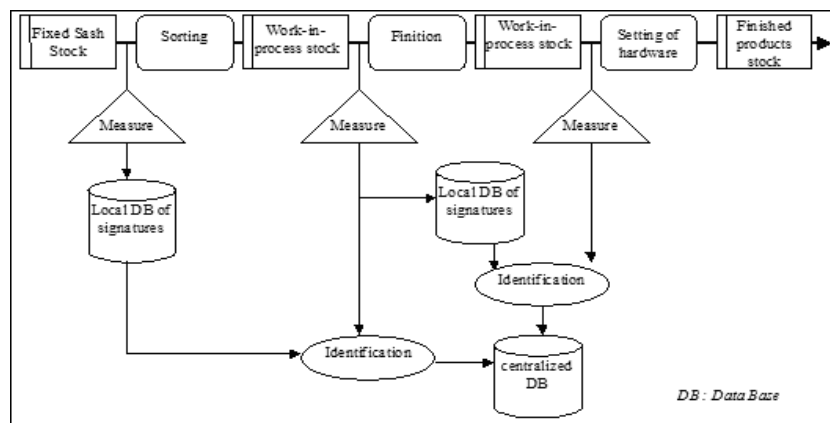 Fixed Sash
Stock
Sorting
Work-in-
process stock
Finition
Work-in-
process stock
Setting of
hardware
Finished
products
stock
Measure
Measure
Measure
Local DB of
signatures
Local DB of
signatures
Identification
Identification
centralized
DB
DB : Data Base